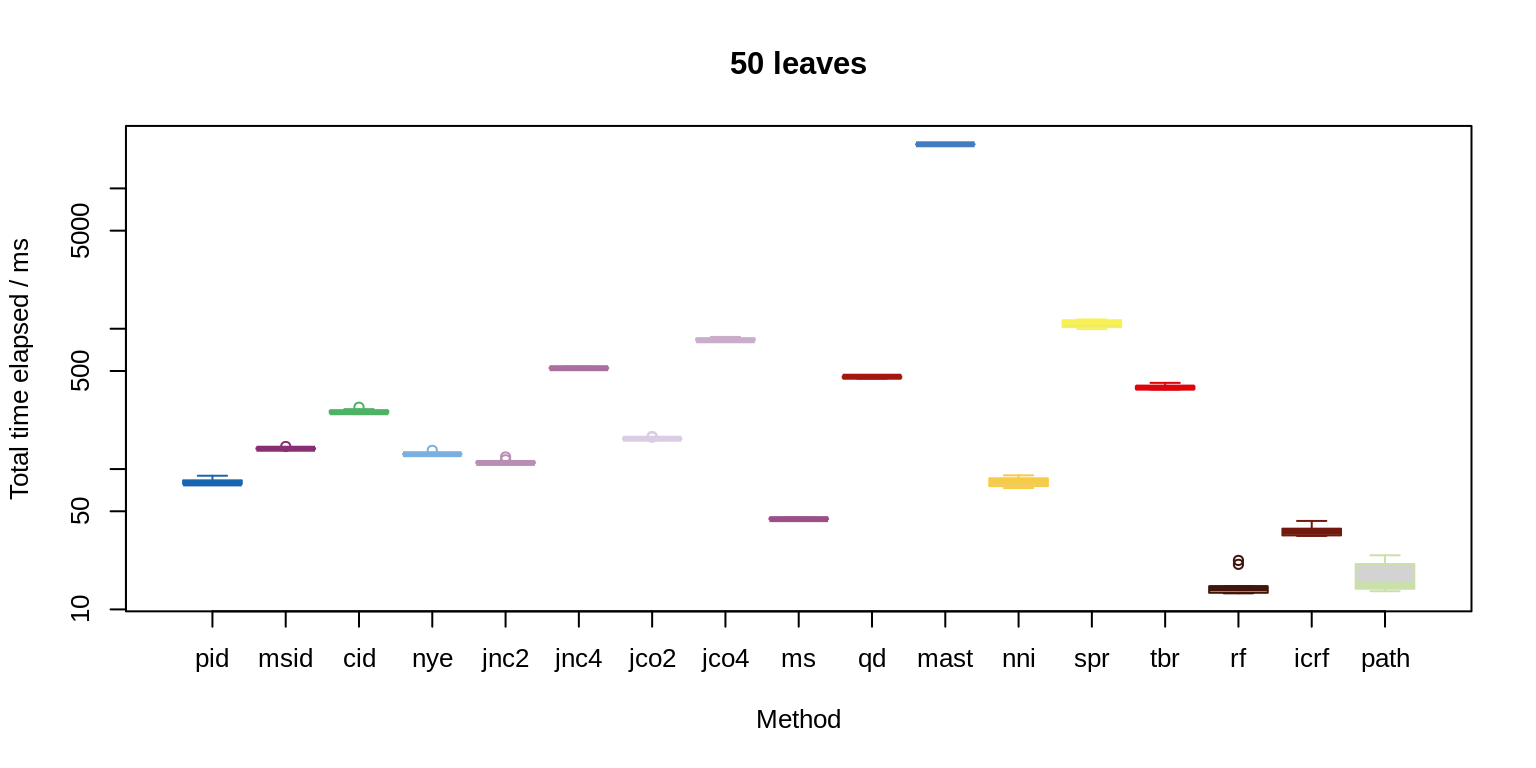 50 leaves
Total time elapsed / ms
5000
500
50
10
pid msid cid nye jnc2 jnc4 jco2 jco4 ms qd mast nni spr tbr rf icrf path
Method